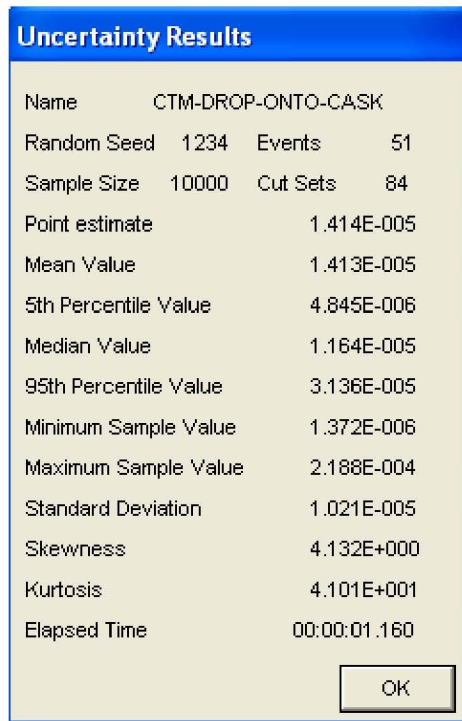 Uncertainty Results
Name CTM-DROP-ONTO-CASK
Random Seed 1234 Events 51
Sample Size 10000 Cut Sets 84
Point estimate 1.414E-005
Mean Value 1.413E-005
5th Percentile Value 4.845E-006
Median Value 1.164E-005
95th Percentile Value 3.136E-005
Minimum Sample Value 1.372E-006
Maximum Sample Value 2.188E-004
Standard Deviation 1.021E-005
Skewness 4.132E+000
Kurtosis 4.101E+001
Elapsed Time 00:00:01.160
OK